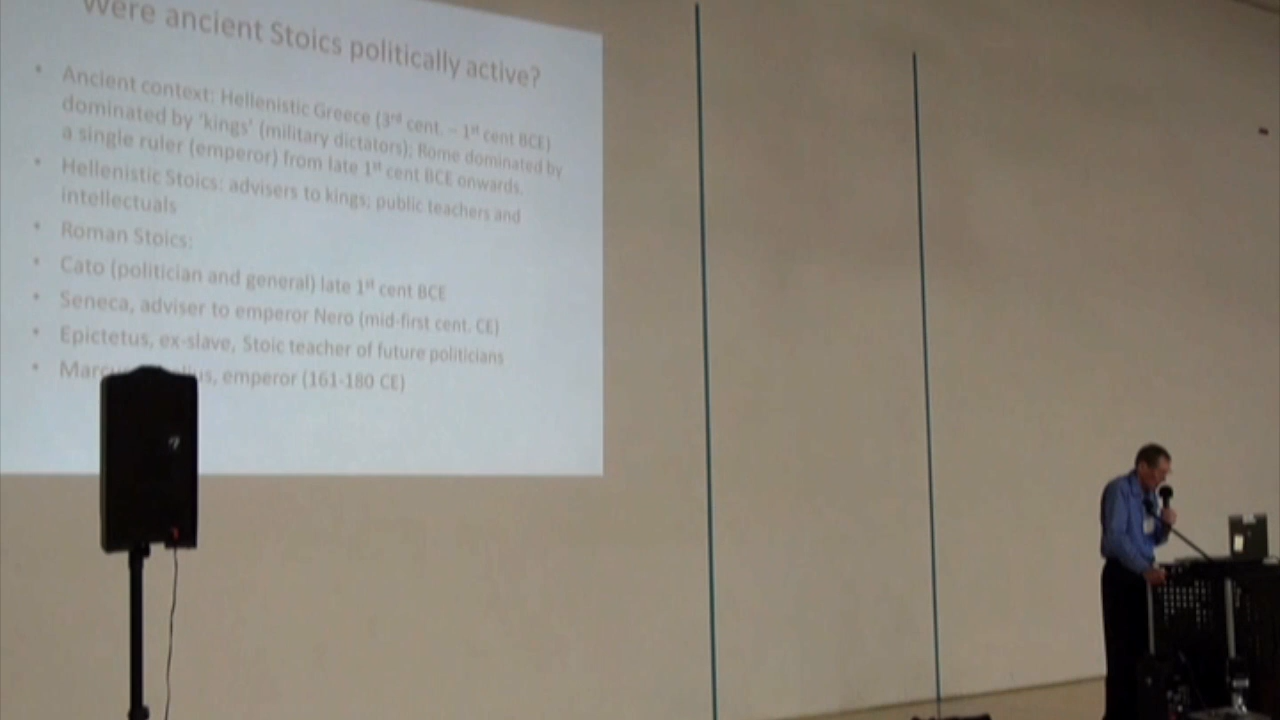 Were ancient Stoics politically active?
• Ancient context: Hellenistic Greece (3rd cent. – 1st cent BCE)
dominated by 'kings' (military dictators); Rome dominated by
a single ruler (emperor) from late 1st cent BCE onwards.
• Hellenistic Stoics: advisers to kings; public teachers and
intellectuals
• Roman Stoics:
• Cato (politician and general) late 1st cent BCE
• Seneca, adviser to emperor Nero (mid-first cent. CE)
• Epictetus, ex-slave, Stoic teacher of future politicians
• emperor (161-180 CE)